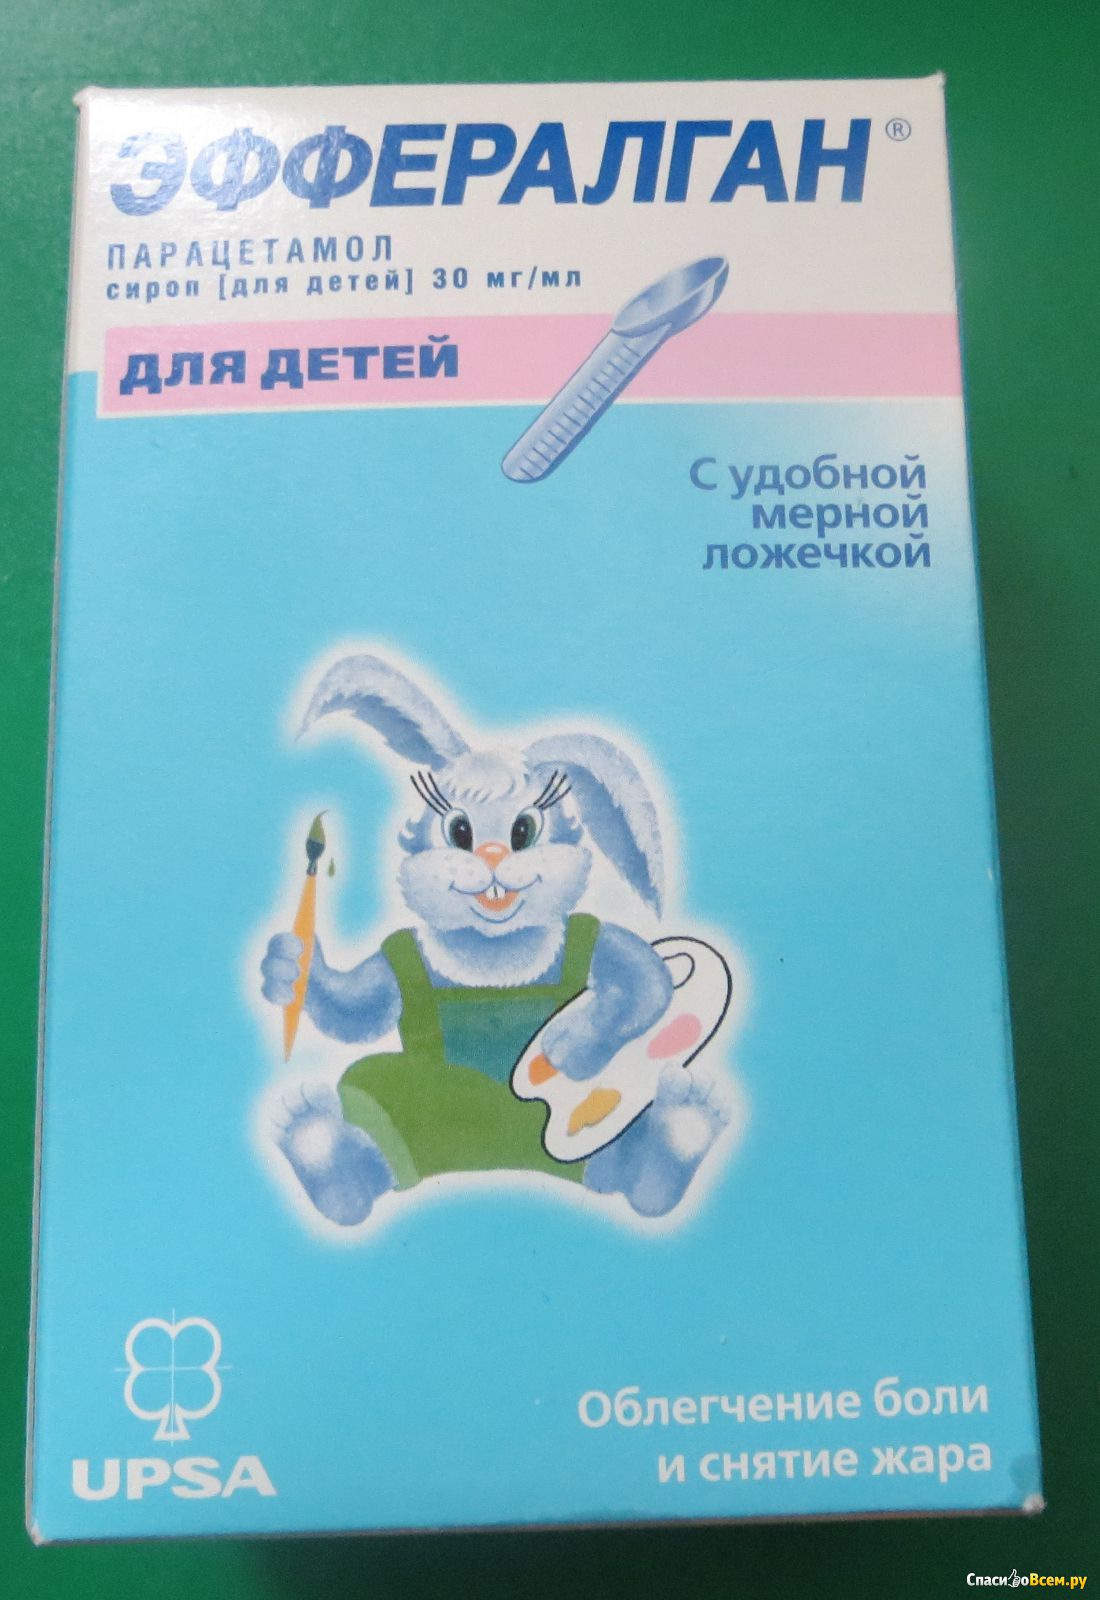 ЭФФЕРАЛГАН®
ПАРАЦЕТАМОЛ
сироп [для детей] 30 мг/мл
ДЛЯ ДЕТЕЙ
С удобной
мерной
ложечкой
UPSA
Облегчение боли
и снятие жара
СпасибоВсем.ру